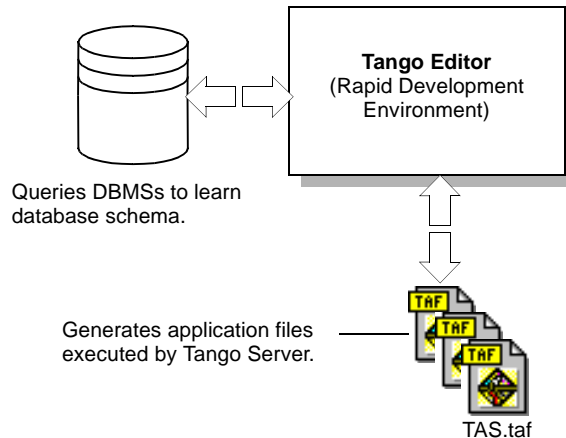 Tango Editor
(Rapid Development
Environment)
Queries DBMSs to learn
database schema.
Generates application files
executed by Tango Server.
TAF
TAF
TAF
TAS.taf